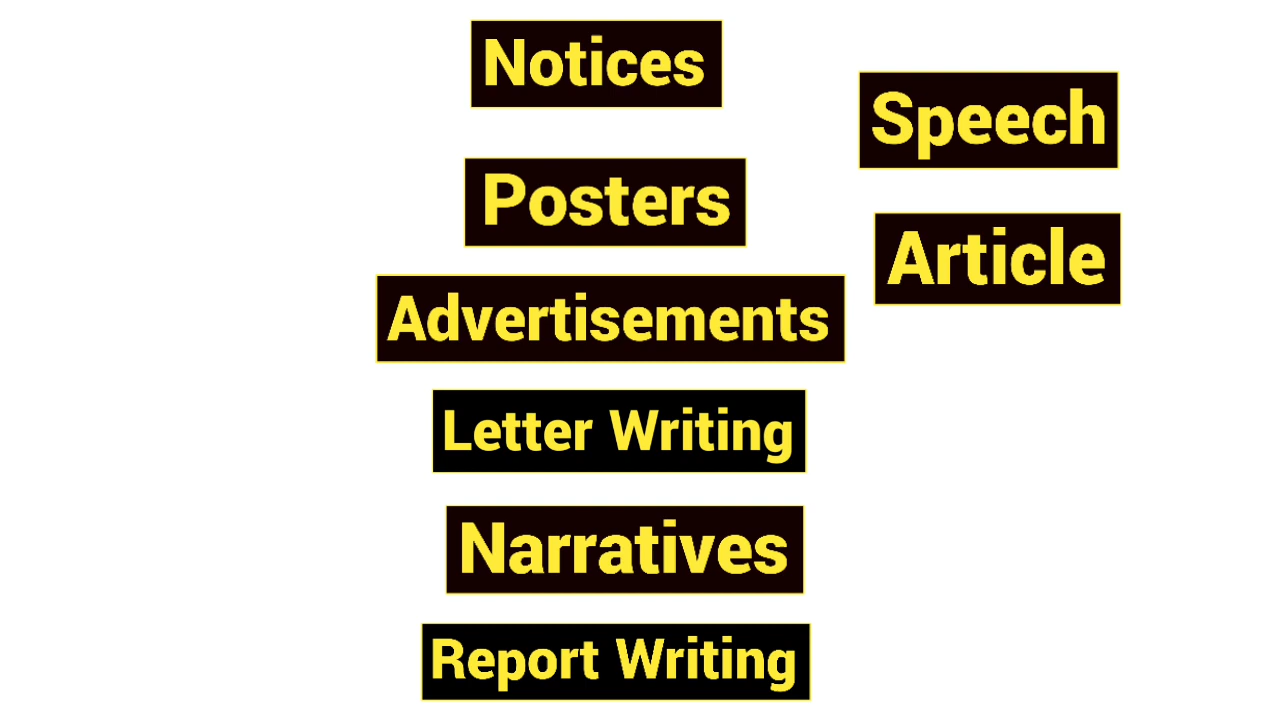 Notices
Posters
Advertisements
Letter Writing
Narratives
Report Writing
Speech
Article